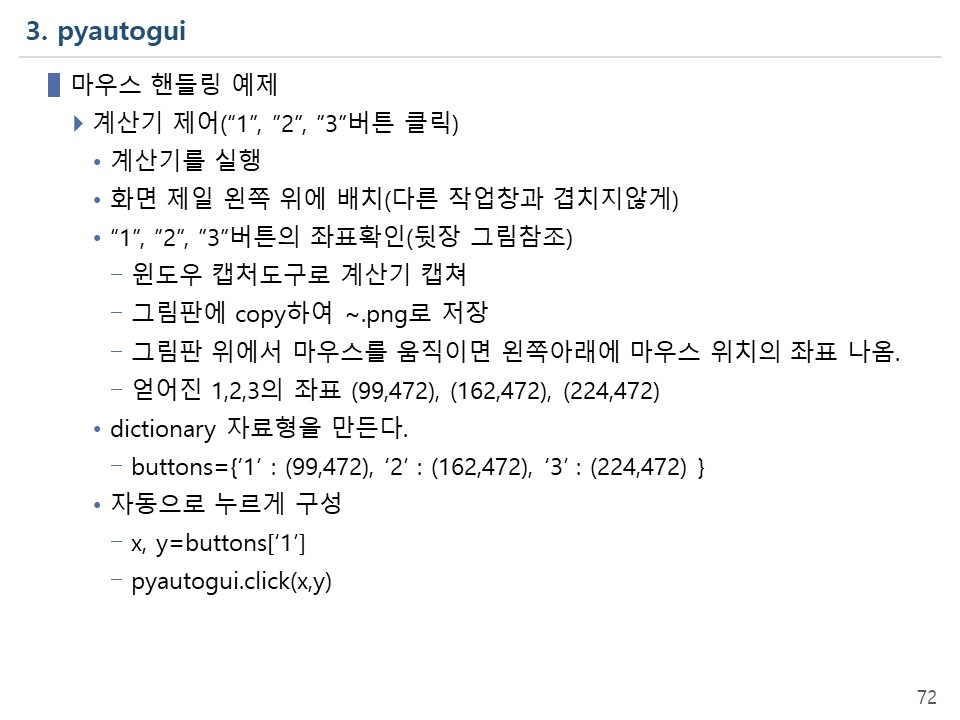 3. pyautogui
마우스 핸들링 예제
계산기 제어(“1”, ”2”, ”3”버튼 클릭)
• 계산기를 실행
• 화면 제일 왼쪽 위에 배치(다른 작업창과 겹치지않게)
• “1”, ”2”, ”3”버튼의 좌표확인(뒷장 그림참조)
– 윈도우 캡처도구로 계산기 캡쳐
– 그림판에 copy하여 ~.png로 저장
– 그림판 위에서 마우스를 움직이면 왼쪽아래에 마우스 위치의 좌표 나옴.
– 얻어진 1,2,3의 좌표 (99,472), (162,472), (224,472)
• dictionary 자료형을 만든다.
– buttons={‘1’ : (99,472), ‘2’ : (162,472), ‘3’ : (224,472) }
• 자동으로 누르게 구성
– x, y=buttons[‘1’]
– pyautogui.click(x,y)
72